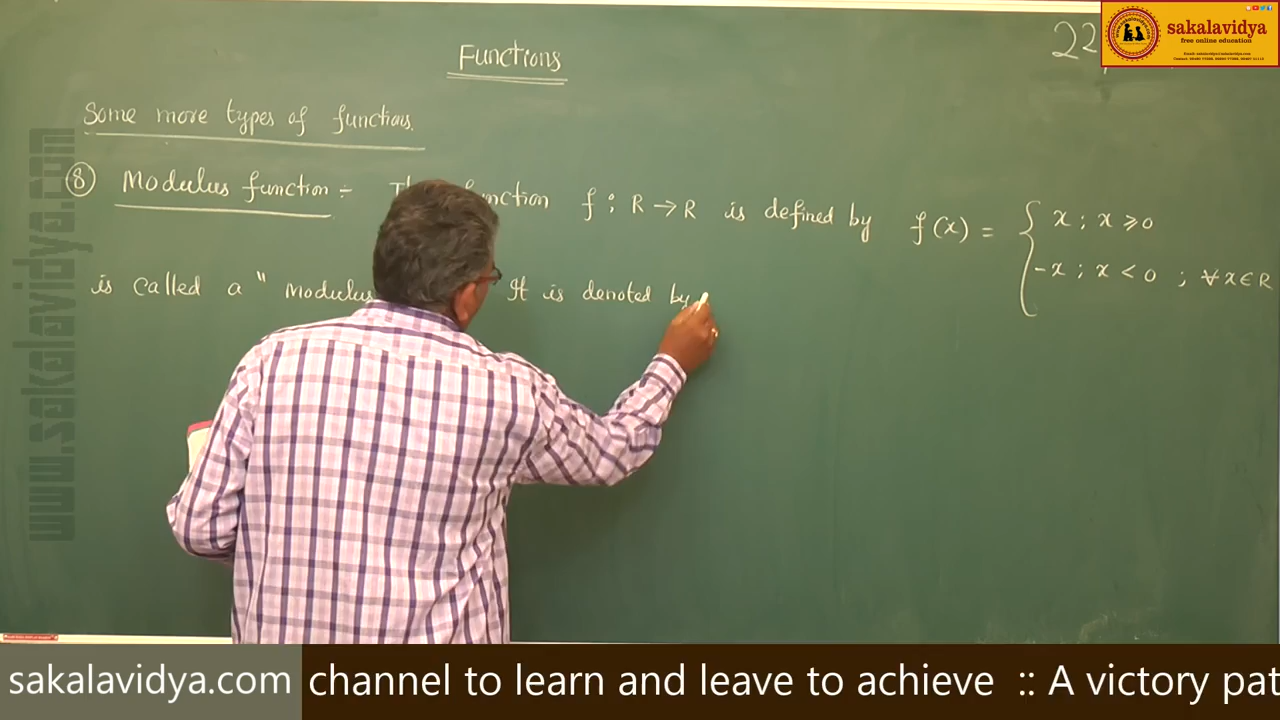 sakalavidya
free online education
22
Functions
Some more types of functions.
⑧ Modulus function :- function f : R → R is defined by f(x) = { x ; x ≥ 0
-x ; x < 0 ; ∀ x ∈ R
is called a " Modulus It is denoted by
www.sakalavidya.com
sakalavidya.com channel to learn and leave to achieve :: A victory pat